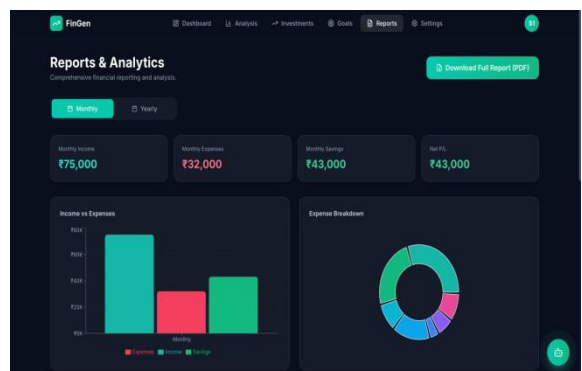 FinGen
Dashboard Analysis Investments Goals Reports Settings
Reports & Analytics
Comprehensive financial reporting and analysis.
Download Full Report (PDF)
Monthly Yearly
Monthly Income
₹75,000
Monthly Expenses
₹32,000
Monthly Savings
₹43,000
Net P/L
₹43,000
Income vs Expenses
₹80K
₹60K
₹40K
₹20K
₹0K
Monthly
Expenses Income Savings
Expense Breakdown